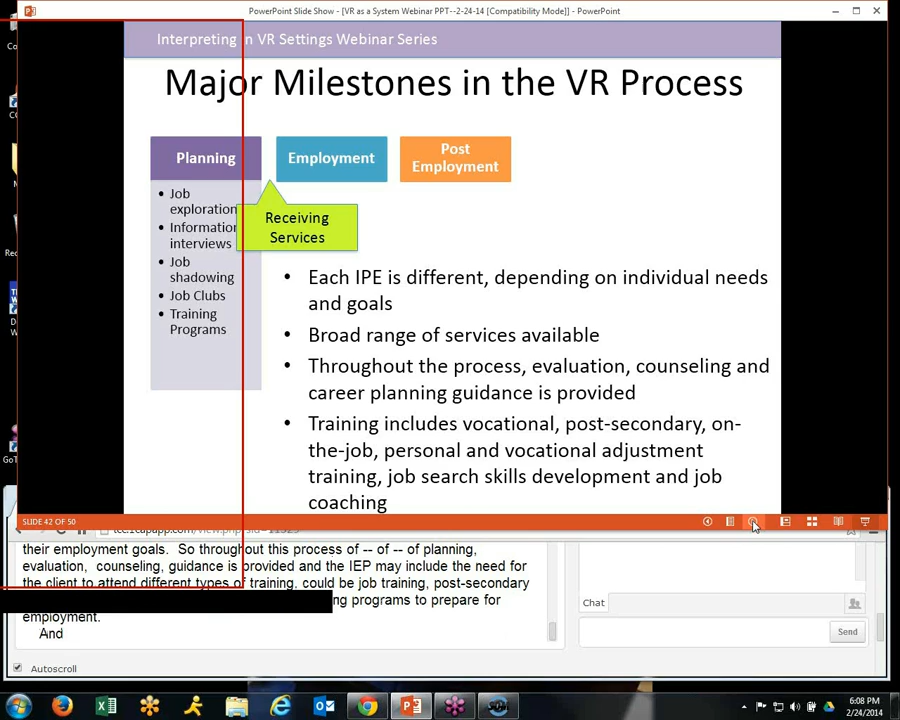 PowerPoint Slide Show - [VR as a System Webinar PPT--2-24-14 [Compatibility Mode]] - PowerPoint
Interpreting in VR Settings Webinar Series
Major Milestones in the VR Process
Planning
Employment
Post
Employment
• Job
exploration
• Information
interviews
• Job
shadowing
• Job Clubs
• Training
Programs
Receiving
Services
• Each IPE is different, depending on individual needs
and goals
• Broad range of services available
• Throughout the process, evaluation, counseling and
career planning guidance is provided
• Training includes vocational, post-secondary, on-
the-job, personal and vocational adjustment
training, job search skills development and job
coaching
SLIDE 42 OF 50
their employment goals.  So throughout this process of -- of -- of planning,
evaluation,  counseling, guidance is provided and the IEP may include the need for
the client to attend different types of training, could be job training, post-secondary
ng programs to prepare for
employment.
And
Autoscroll
Chat
Send
6:08 PM
2/24/2014